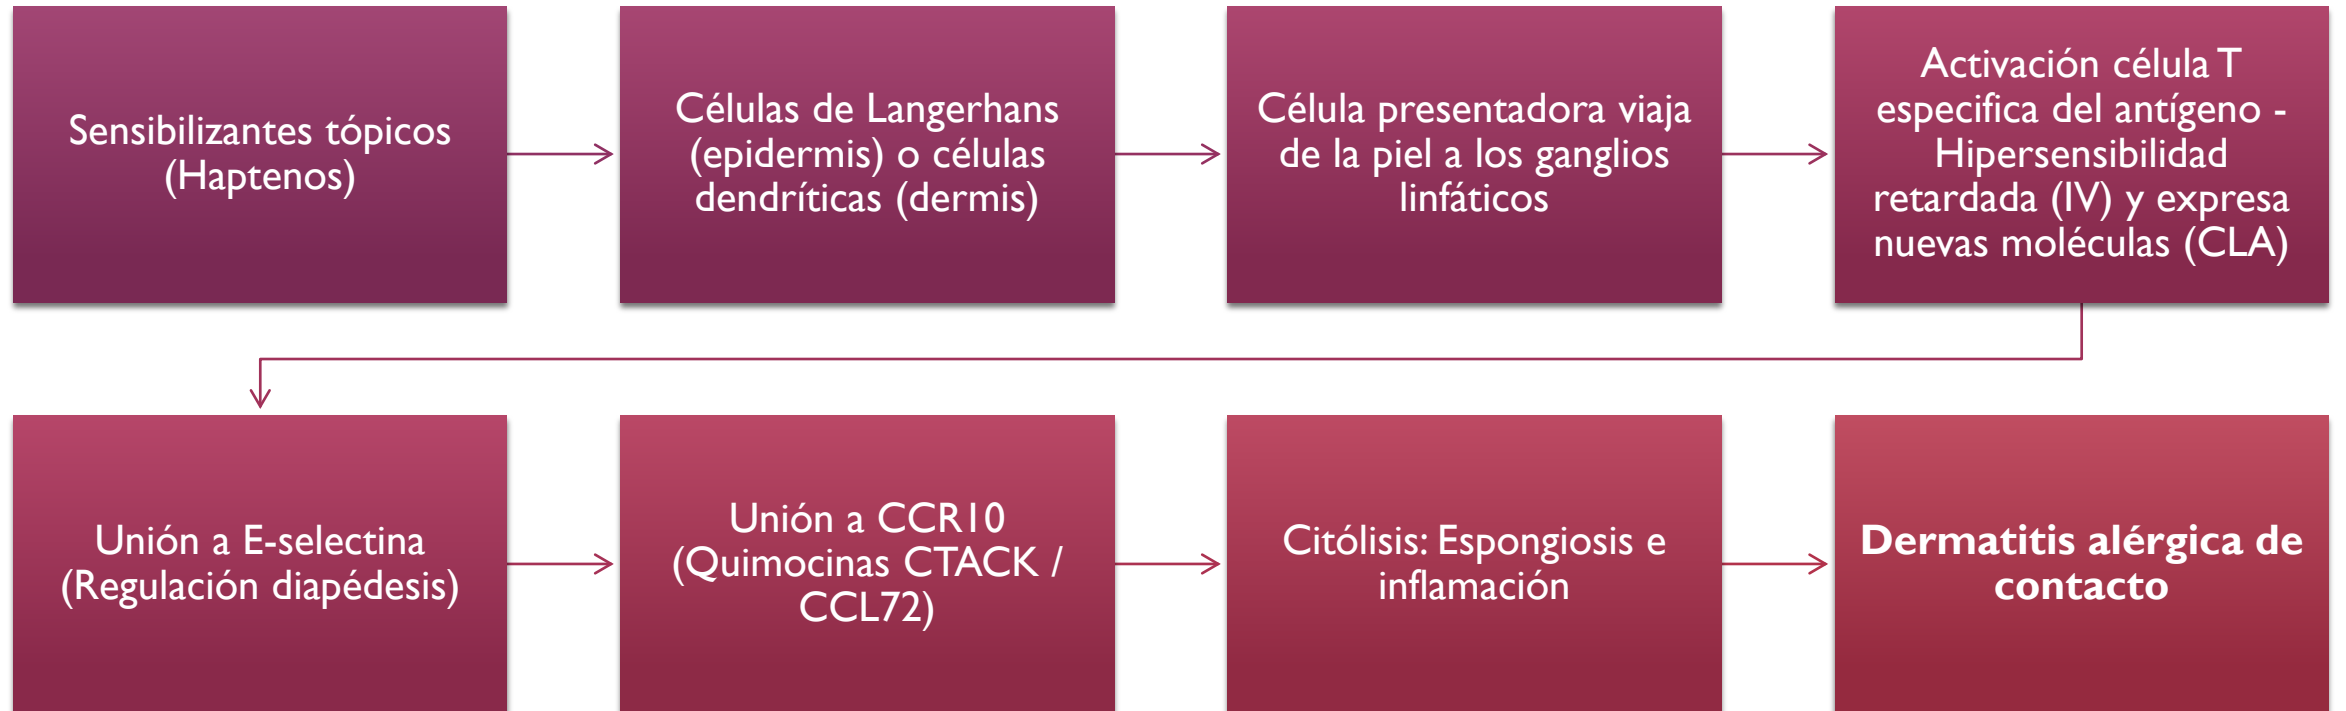 Sensibilizantes tópicos
(Haptenos)
Células de Langerhans
(epidermis) o células
dendríticas (dermis)
Célula presentadora viaja
de la piel a los ganglios
linfáticos
Activación célula T
especifica del antígeno -
Hipersensibilidad
retardada (IV) y expresa
nuevas moléculas (CLA)
Unión a E-selectina
(Regulación diapédesis)
Unión a CCR10
(Quimocinas CTACK /
CCL72)
Citólisis: Espongiosis e
inflamación
Dermatitis alérgica de
contacto